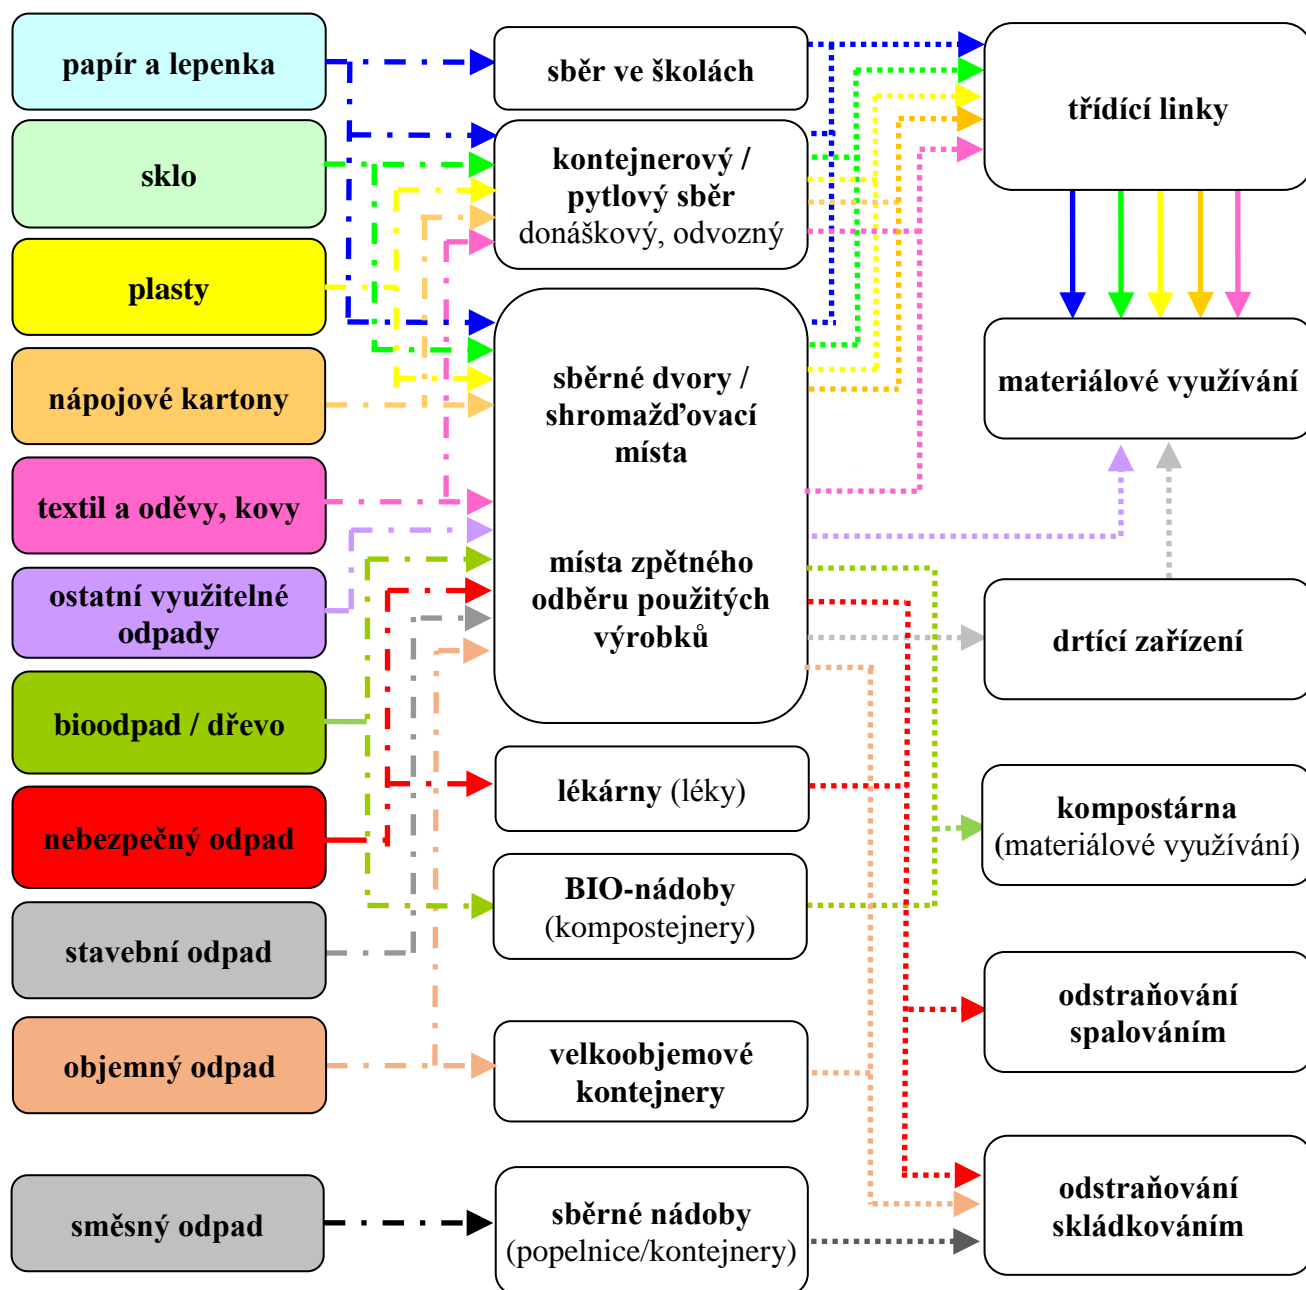 papír a lepenka
sklo
plasty
nápojové kartony
textil a oděvy, kovy
ostatní využitelné
odpady
bioodpad / dřevo
nebezpečný odpad
stavební odpad
objemný odpad
směsný odpad
sběr ve školách
kontejnerový /
pytlový sběr
donáškový, odvozný
sběrné dvory /
shromažďovací
místa
místa zpětného
odběru použitých
výrobků
lékárny (léky)
BIO-nádoby
(kompostejnery)
velkoobjemové
kontejnery
sběrné nádoby
(popelnice/kontejnery)
třídící linky
materiálové využívání
drtící zařízení
kompostárna
(materiálové využívání)
odstraňování
spalováním
odstraňování
skládkováním